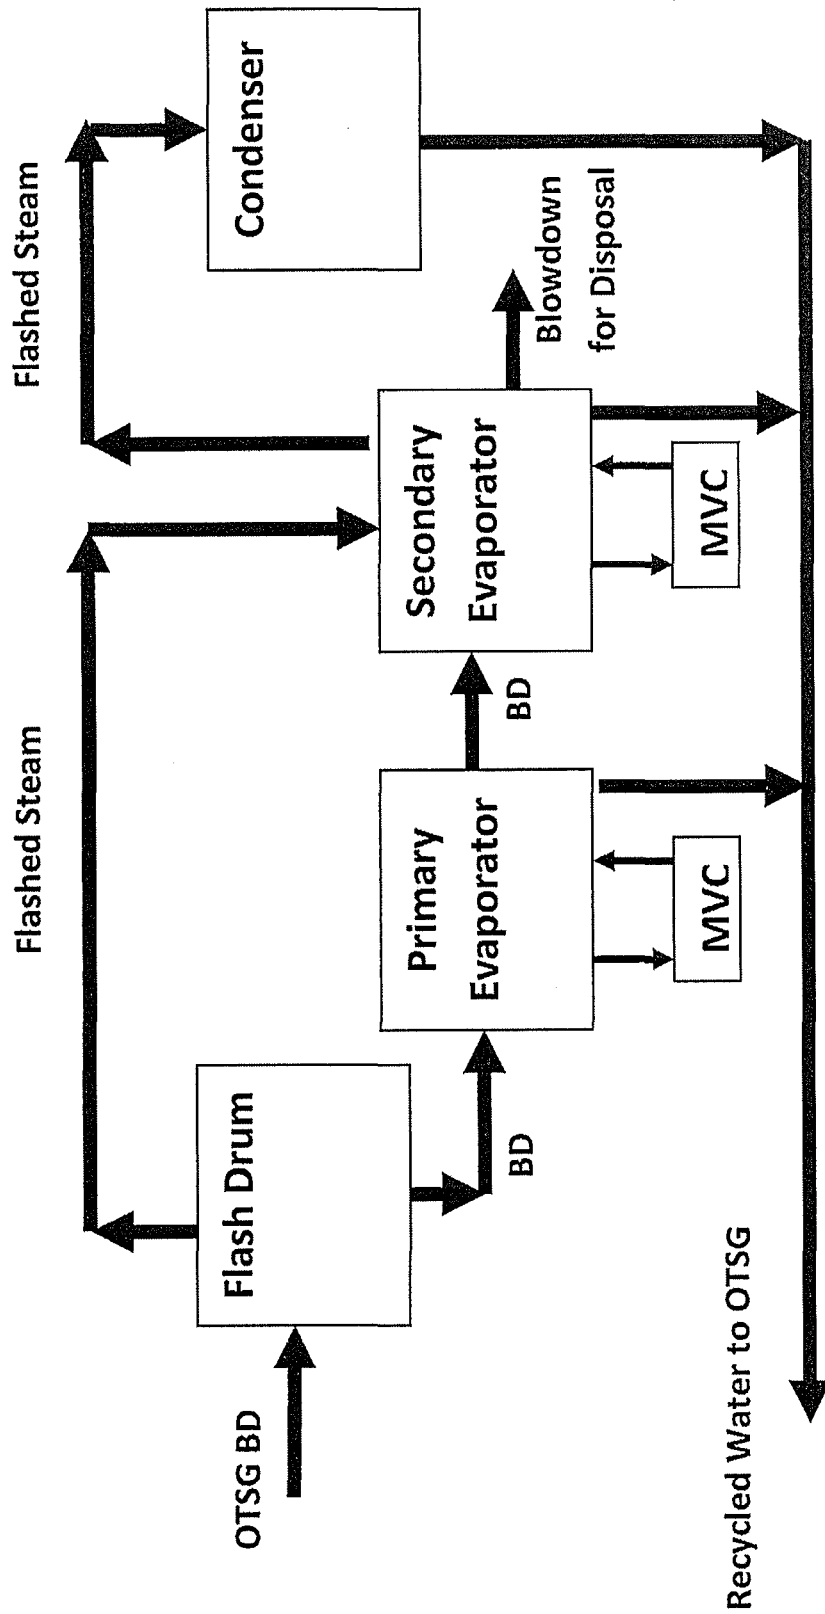 Flashed Steam
Flashed Steam
OTSG BD
Flash Drum
BD
Primary
Evaporator
BD
Secondary
Evaporator
Blowdown
for Disposal
Condenser
MVC
MVC
Recycled Water to OTSG